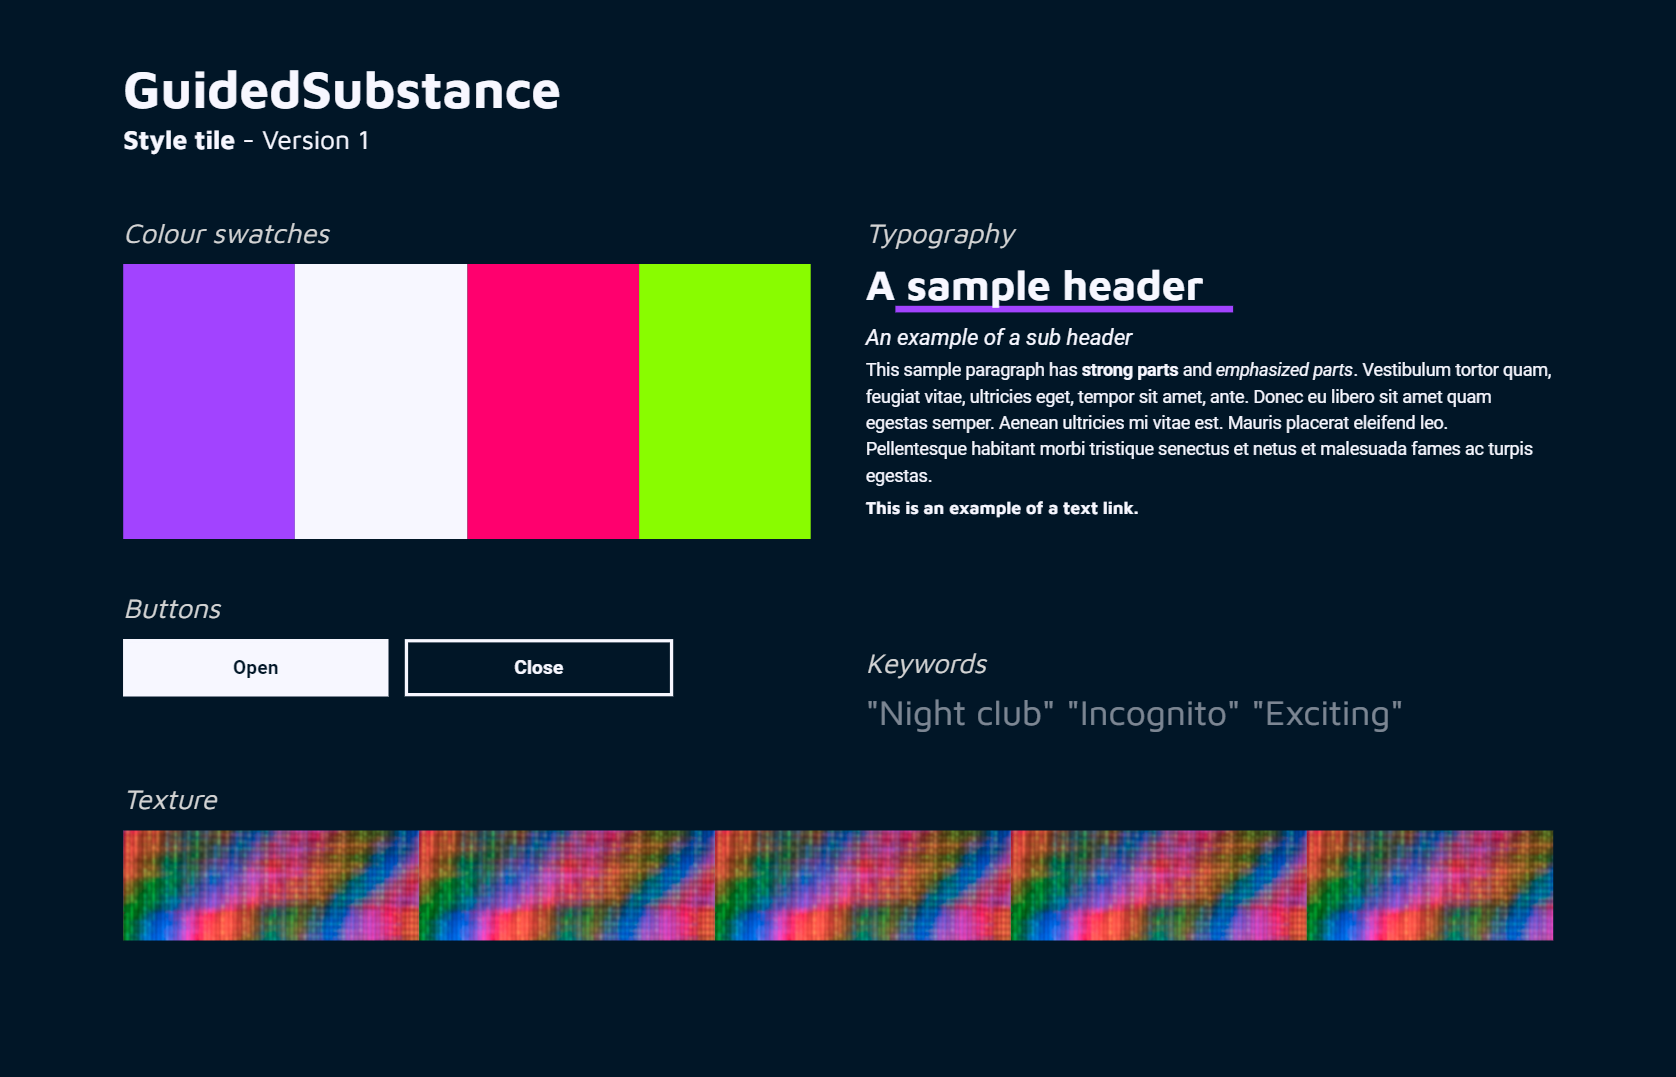 GuidedSubstance
Style tile - Version 1
Colour swatches
Typography
A sample header
An example of a sub header
This sample paragraph has strong parts and emphasized parts. Vestibulum tortor quam,
feugiat vitae, ultricies eget, tempor sit amet, ante. Donec eu libero sit amet quam
egestas semper. Aenean ultricies mi vitae est. Mauris placerat eleifend leo.
Pellentesque habitant morbi tristique senectus et netus et malesuada fames ac turpis
egestas.
This is an example of a text link.
Buttons
Open
Close
Keywords
"Night club" "Incognito" "Exciting"
Texture